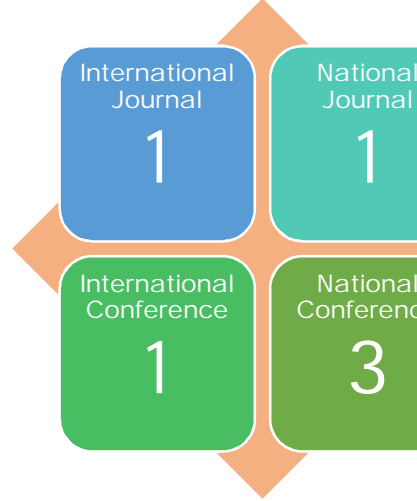 International
Journal
1
National
Journal
1
International
Conference
1
National
Conferenc
3